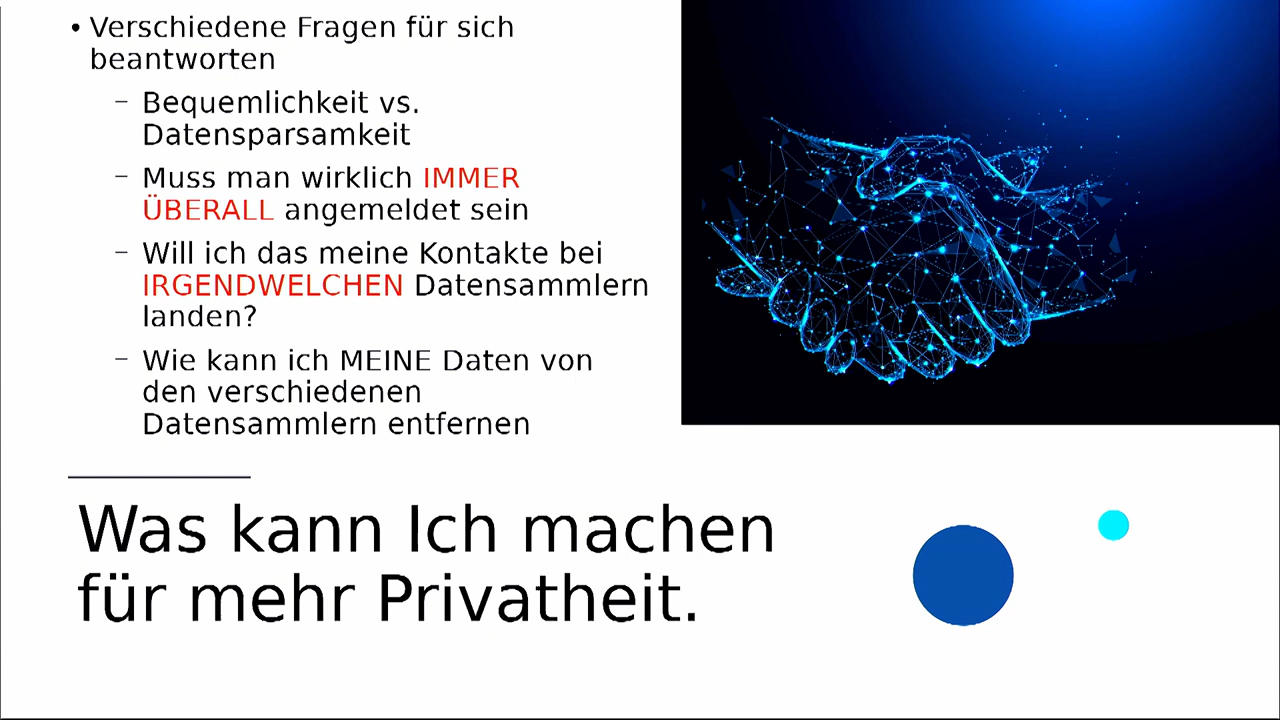 • Verschiedene Fragen für sich
beantworten
– Bequemlichkeit vs.
Datensparsamkeit
– Muss man wirklich IMMER
ÜBERALL angemeldet sein
– Will ich das meine Kontakte bei
IRGENDWELCHEN Datensammlern
landen?
– Wie kann ich MEINE Daten von
den verschiedenen
Datensammlern entfernen
Was kann Ich machen
für mehr Privatheit.